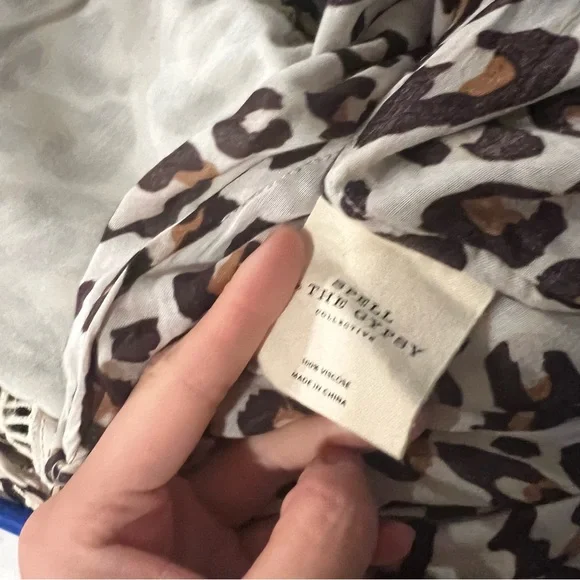 SPELL
THE GYPSY
COLLECTIVE
100% VISCOSE
MADE IN CHINA